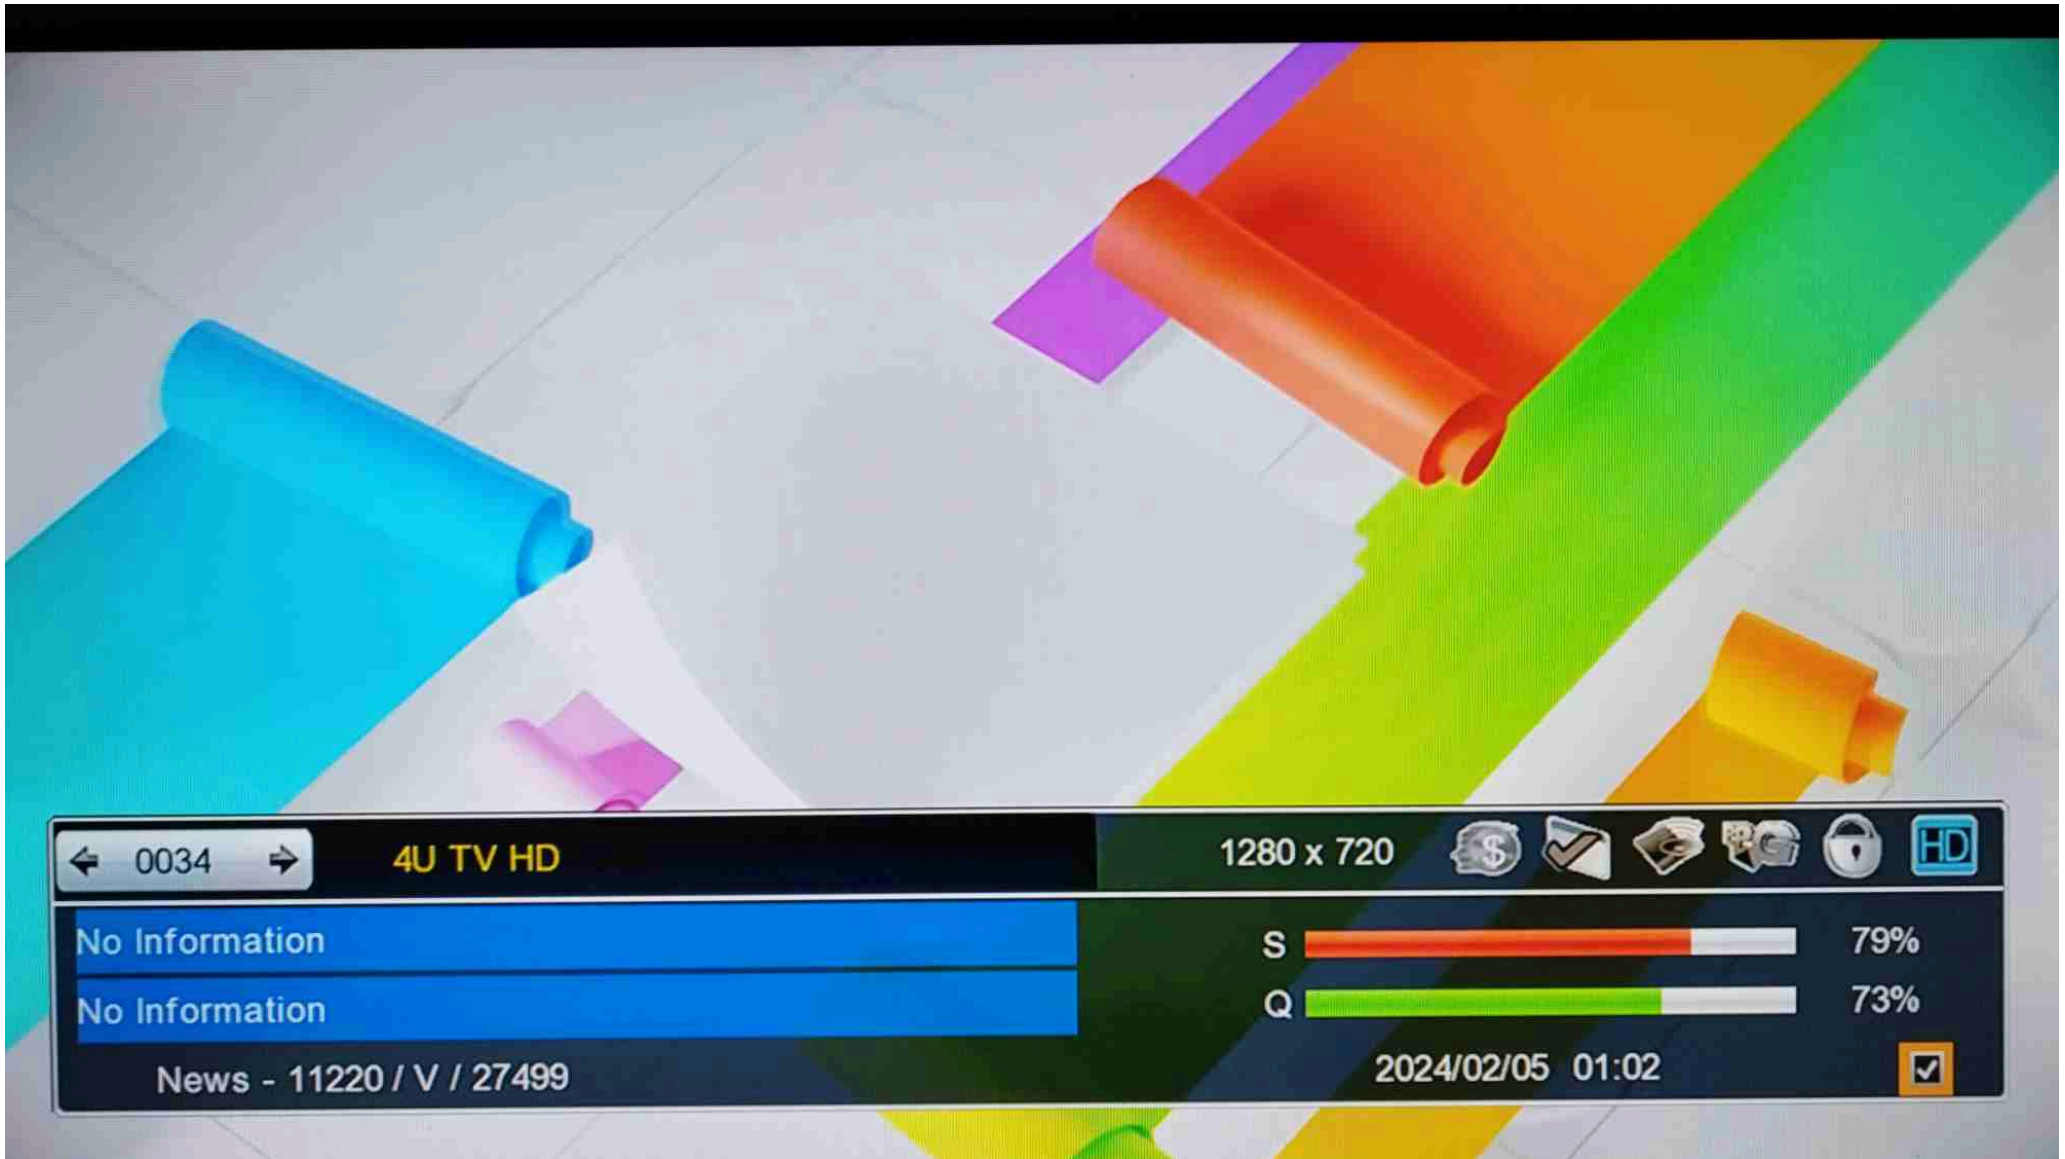 0034
4U TV HD
1280 x 720
$
HD
No Information
S 79%
No Information
Q 73%
News - 11220 / V / 27499
2024/02/05 01:02